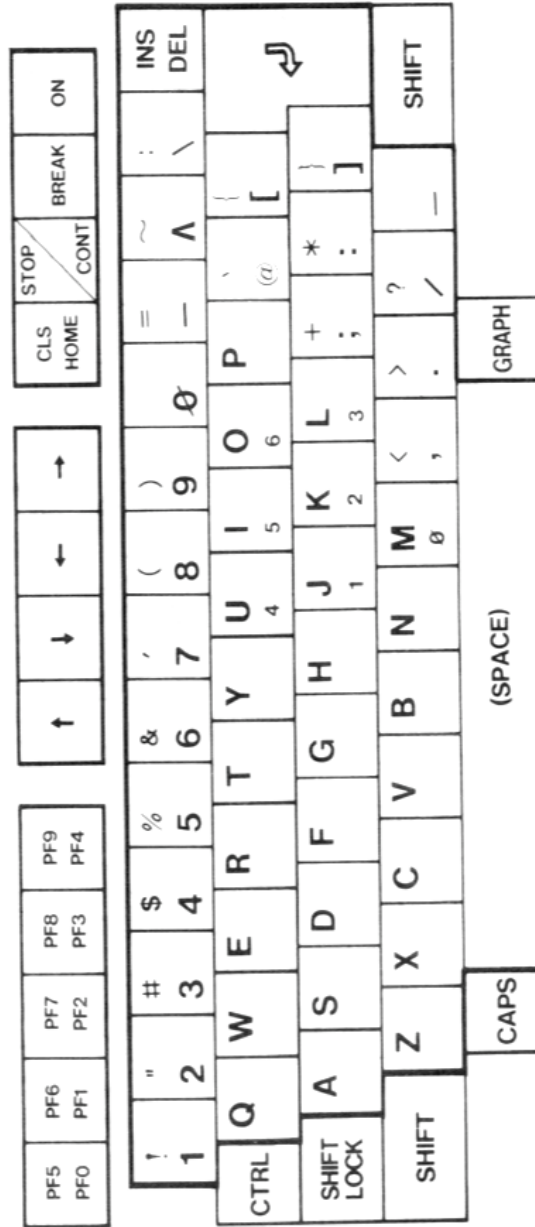 PF5 PF6 PF7 PF8 PF9 ↑ ↓ ← → CLS STOP BREAK ON
PF0 PF1 PF2 PF3 PF4 HOME CONT
! " # $ % & ' ( ) = ~ : INS
1 2 3 4 5 6 7 8 9 0 − ʌ \ DEL
CTRL Q W E R T Y U I O P ` {
4 5 6 @ [
SHIFT A S D F G H J K L + * }
LOCK 1 2 3 ; : ]
SHIFT Z X C V B N M < > ? _ SHIFT
0 , . /
CAPS (SPACE) GRAPH